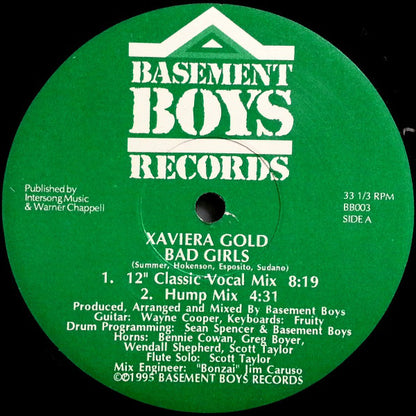 BASEMENT
BOYS
RECORDS
Published by
Intersong Music
& Warner Chappell
33 1/3 RPM
BB003
SIDE A
XAVIERA GOLD
BAD GIRLS
(Summer, Hokenson, Esposito, Sudano)
1. 12" Classic Vocal Mix 8:19
2. Hump Mix 4:31
Produced, Arranged and Mixed By Basement Boys
Guitar: Wayne Cooper, Keyboards: Fruity
Drum Programming: Sean Spencer & Basement Boys
Horns: Bennie Cowan, Greg Boyer,
Wendall Shepherd, Scott Taylor
Flute Solo: Scott Taylor
Mix Engineer: "Bonzai" Jim Caruso
©℗1995 BASEMENT BOYS RECORDS